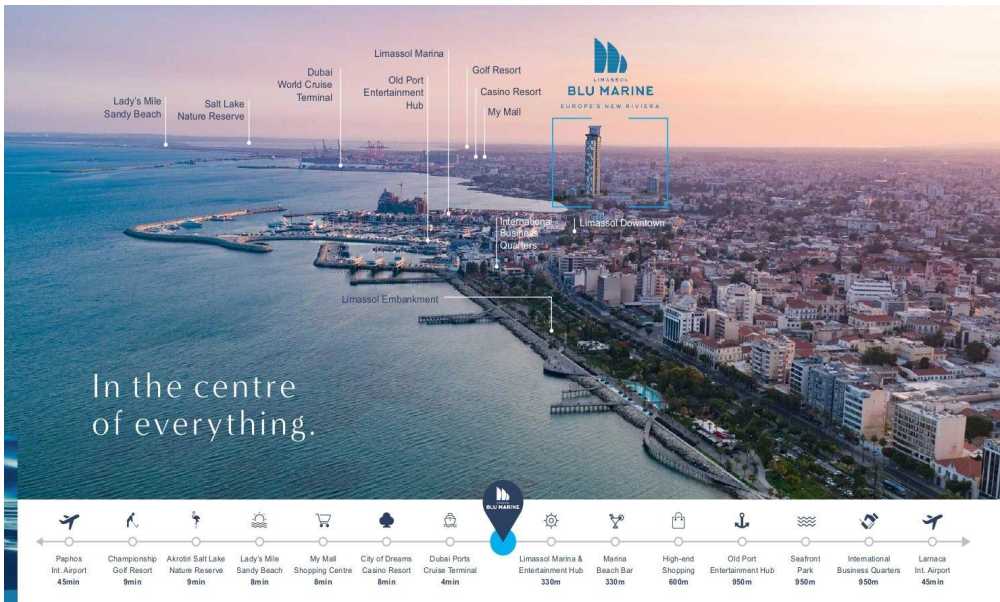 Limassol Marina
Golf Resort
Dubai
World Cruise
Terminal
Old Port
Entertainment
Hub
Casino Resort
My Mall
Lady's Mile
Sandy Beach
Salt Lake
Nature Reserve
LIMASSOL
BLU MARINE
EUROPE'S NEW RIVIERA
International
Business
Quarters
Limassol Downtown
Limassol Embankment
In the centre
of everything.
LIMASSOL
BLU MARINE
Paphos
Int. Airport
45min
Championship
Golf Resort
9min
Akrotiri Salt Lake
Nature Reserve
9min
Lady's Mile
Sandy Beach
8min
My Mall
Shopping Centre
8min
City of Dreams
Casino Resort
8min
Dubai Ports
Cruise Terminal
4min
Limassol Marina &
Entertainment Hub
330m
Marina
Beach Bar
330m
High-end
Shopping
600m
Old Port
Entertainment Hub
950m
Seafront
Park
950m
International
Business Quarters
950m
Larnaca
Int. Airport
45min